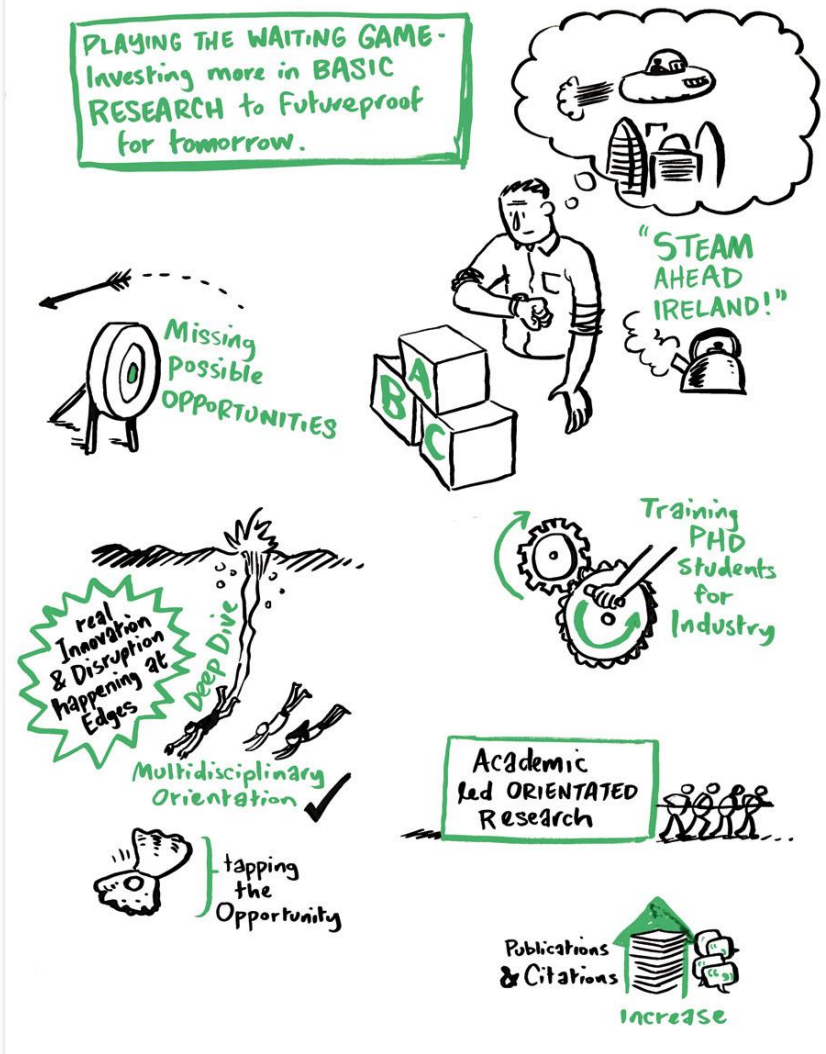 PLAYING THE WAITING GAME -
Investing more in BASIC
RESEARCH to Futureproof
for tomorrow.
"STEAM
AHEAD
IRELAND!"
Missing
Possible
OPPORTUNITIES
A
B
C
Training
PHD
Students
for
Industry
real
Innovation
& Disruption
happening at
Edges
Deep Dive
Multidisciplinary
Orientation
Academic
Led ORIENTATED
Research
tapping
the
Opportunity
Publications
& Citations
increase